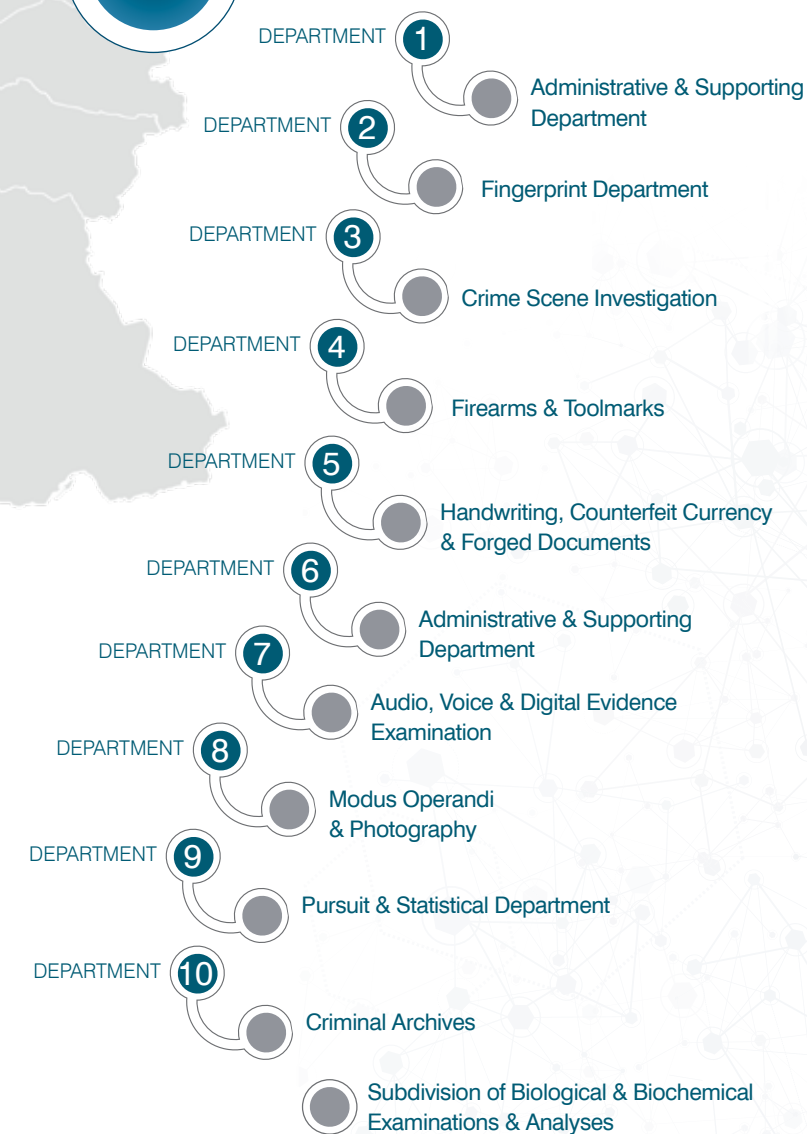 DEPARTMENT 1
Administrative & Supporting
Department
DEPARTMENT 2
Fingerprint Department
DEPARTMENT 3
Crime Scene Investigation
DEPARTMENT 4
Firearms & Toolmarks
DEPARTMENT 5
Handwriting, Counterfeit Currency
& Forged Documents
DEPARTMENT 6
Administrative & Supporting
Department
DEPARTMENT 7
Audio, Voice & Digital Evidence
Examination
DEPARTMENT 8
Modus Operandi
& Photography
DEPARTMENT 9
Pursuit & Statistical Department
DEPARTMENT 10
Criminal Archives
Subdivision of Biological & Biochemical
Examinations & Analyses